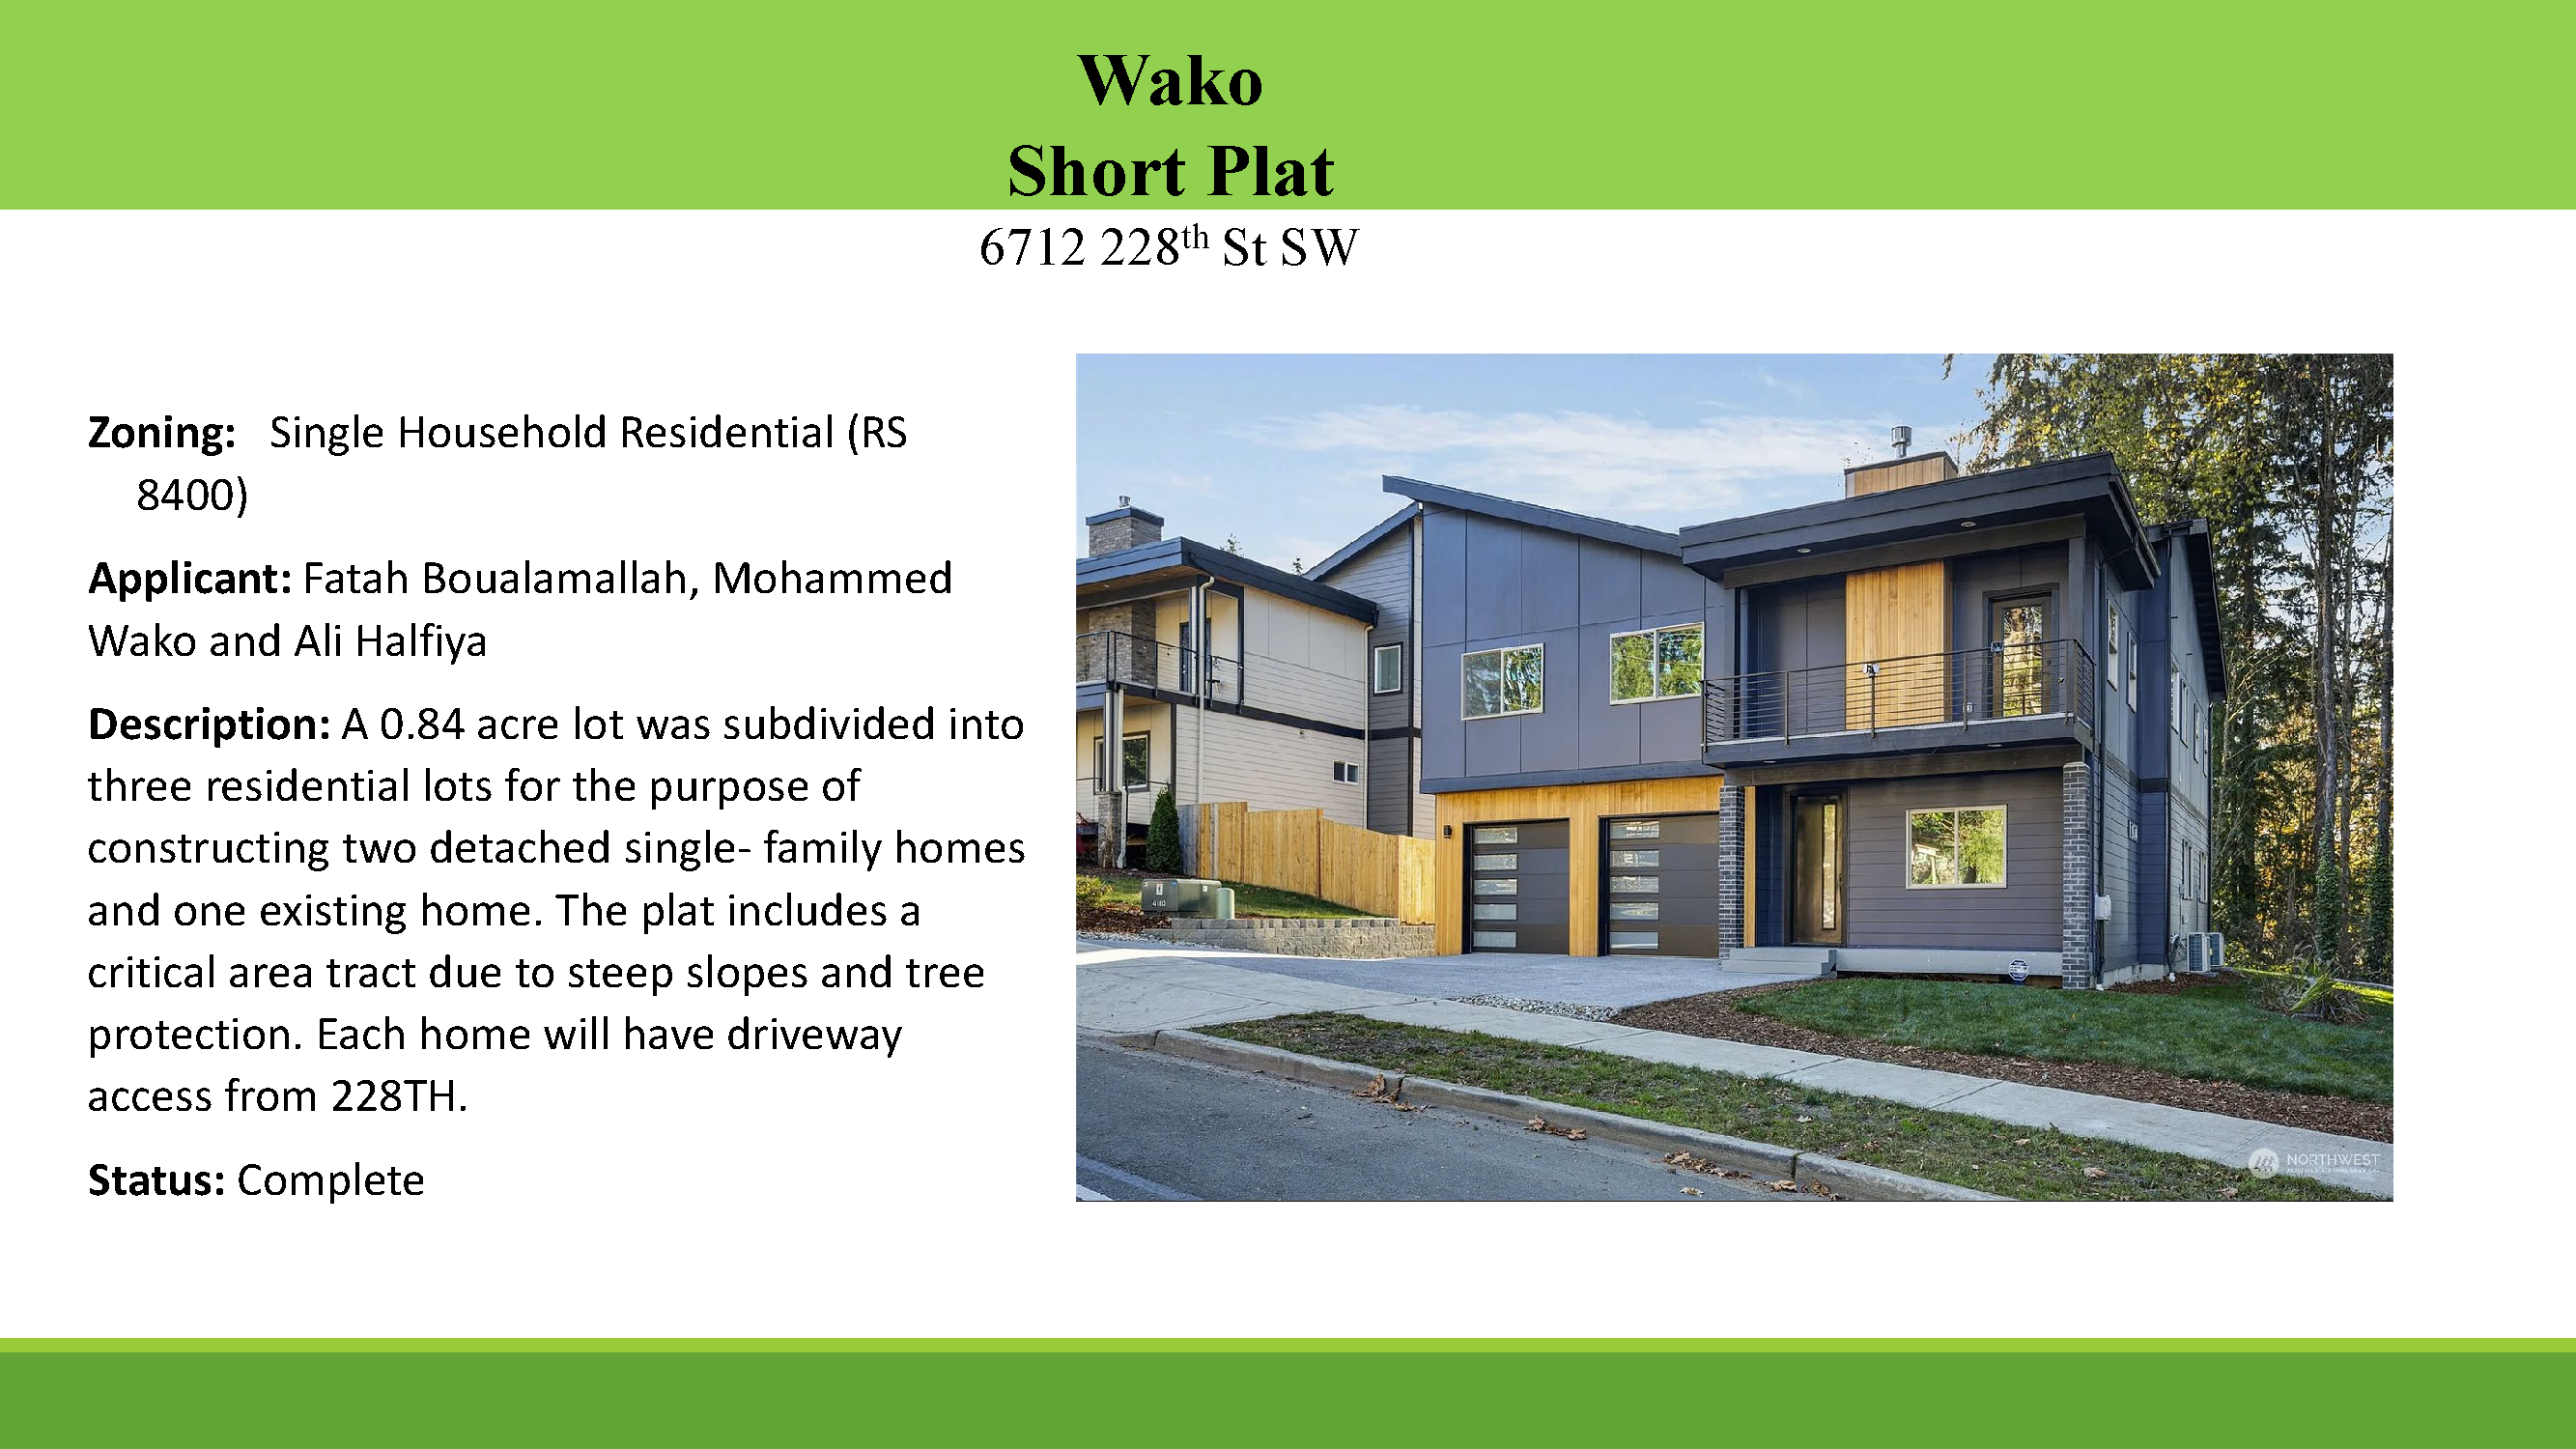 Wako
Short Plat
6712 228th St SW
Zoning: Single Household Residential (RS
8400)
Applicant: Fatah Boualamallah, Mohammed
Wako and Ali Halfiya
Description: A 0.84 acre lot was subdivided into
three residential lots for the purpose of
constructing two detached single- family homes
and one existing home. The plat includes a
critical area tract due to steep slopes and tree
protection. Each home will have driveway
access from 228TH.
Status: Complete
NORTHWEST